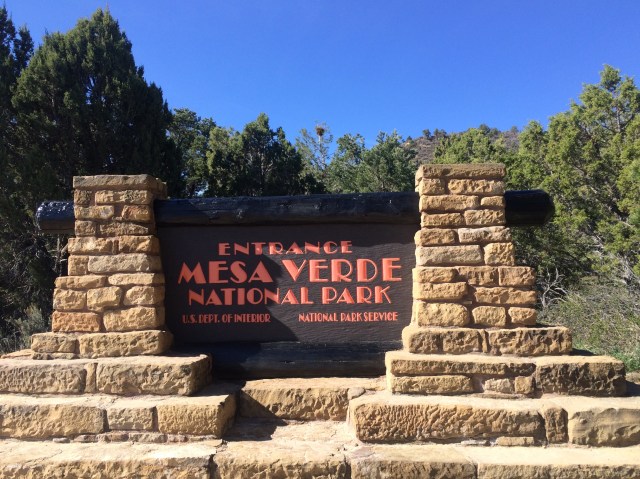 ENTRANCE
MESA VERDE
NATIONAL PARK
U.S. DEPT. OF INTERIOR NATIONAL PARK SERVICE